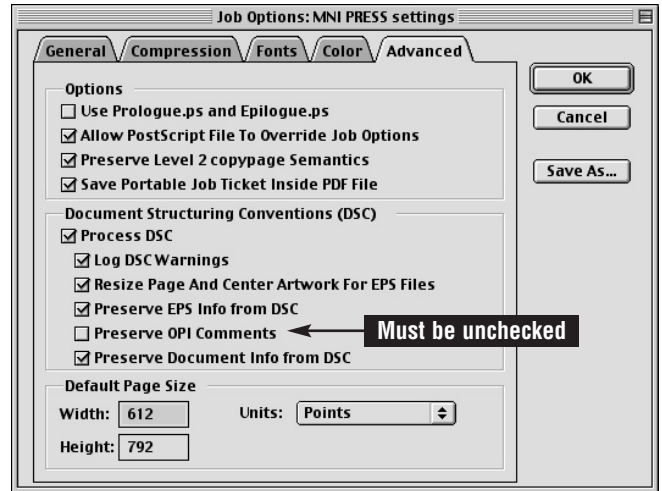 Job Options: MNI PRESS settings
General Compression Fonts Color Advanced
OK
Cancel
Save As...
Options
Use Prologue.ps and Epilogue.ps
Allow PostScript File To Override Job Options
Preserve Level 2 copypage Semantics
Save Portable Job Ticket Inside PDF File
Document Structuring Conventions (DSC)
Process DSC
Log DSC Warnings
Resize Page And Center Artwork For EPS Files
Preserve EPS Info from DSC
Preserve OPI Comments Must be unchecked
Preserve Document Info from DSC
Default Page Size
Width: 612 Units: Points
Height: 792